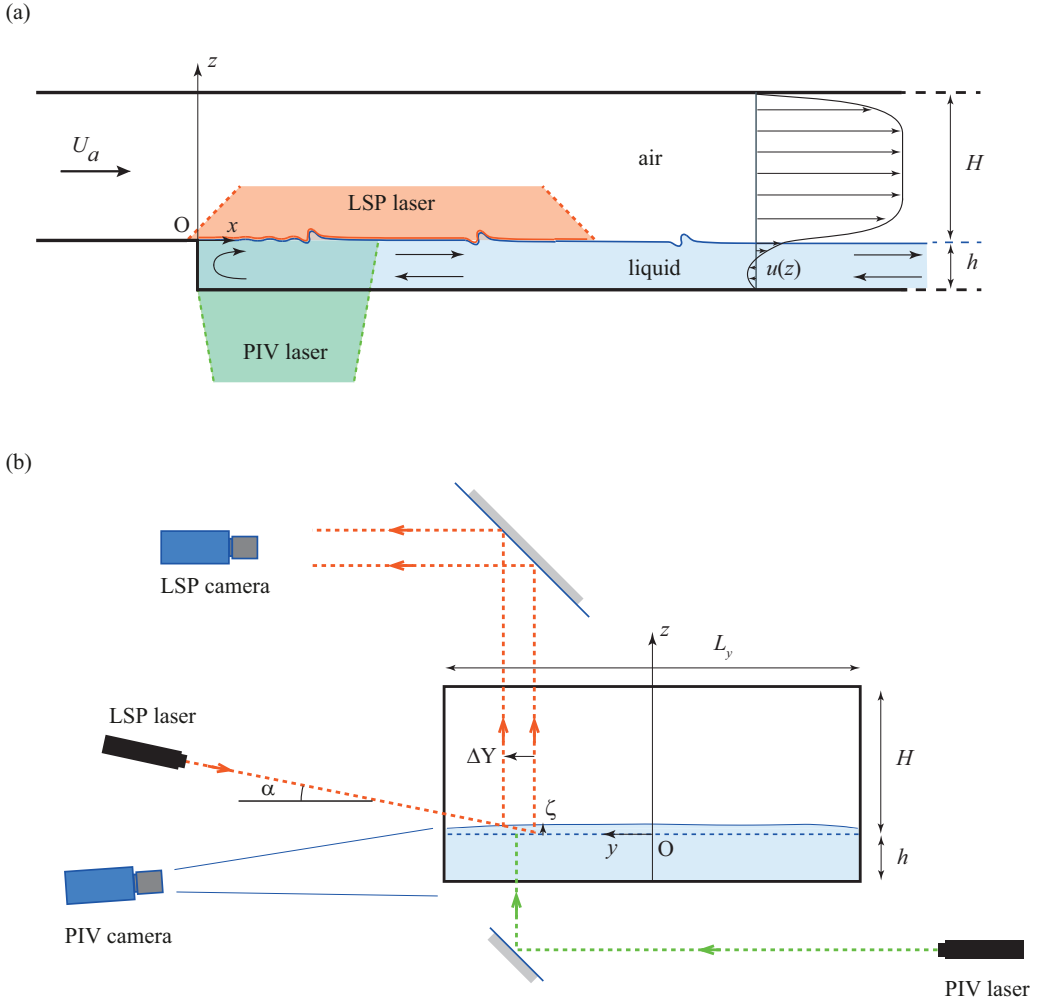 (a)
z
U_a
air
H
LSP laser
O
x
liquid
u(z)
h
PIV laser
(b)
LSP camera
z
L_y
LSP laser
ΔY
H
α
ζ
y
O
h
PIV camera
PIV laser